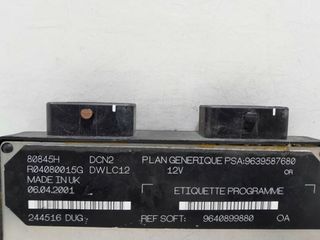 80845H DCN2 PLAN GENERIQUE PSA:9639587680
R04080015G DWLC12 12V OR
MADE IN UK
06.04.2001 ETIQUETTE PROGRAMME
244516 DUG REF SOFT: 9640899880 OA